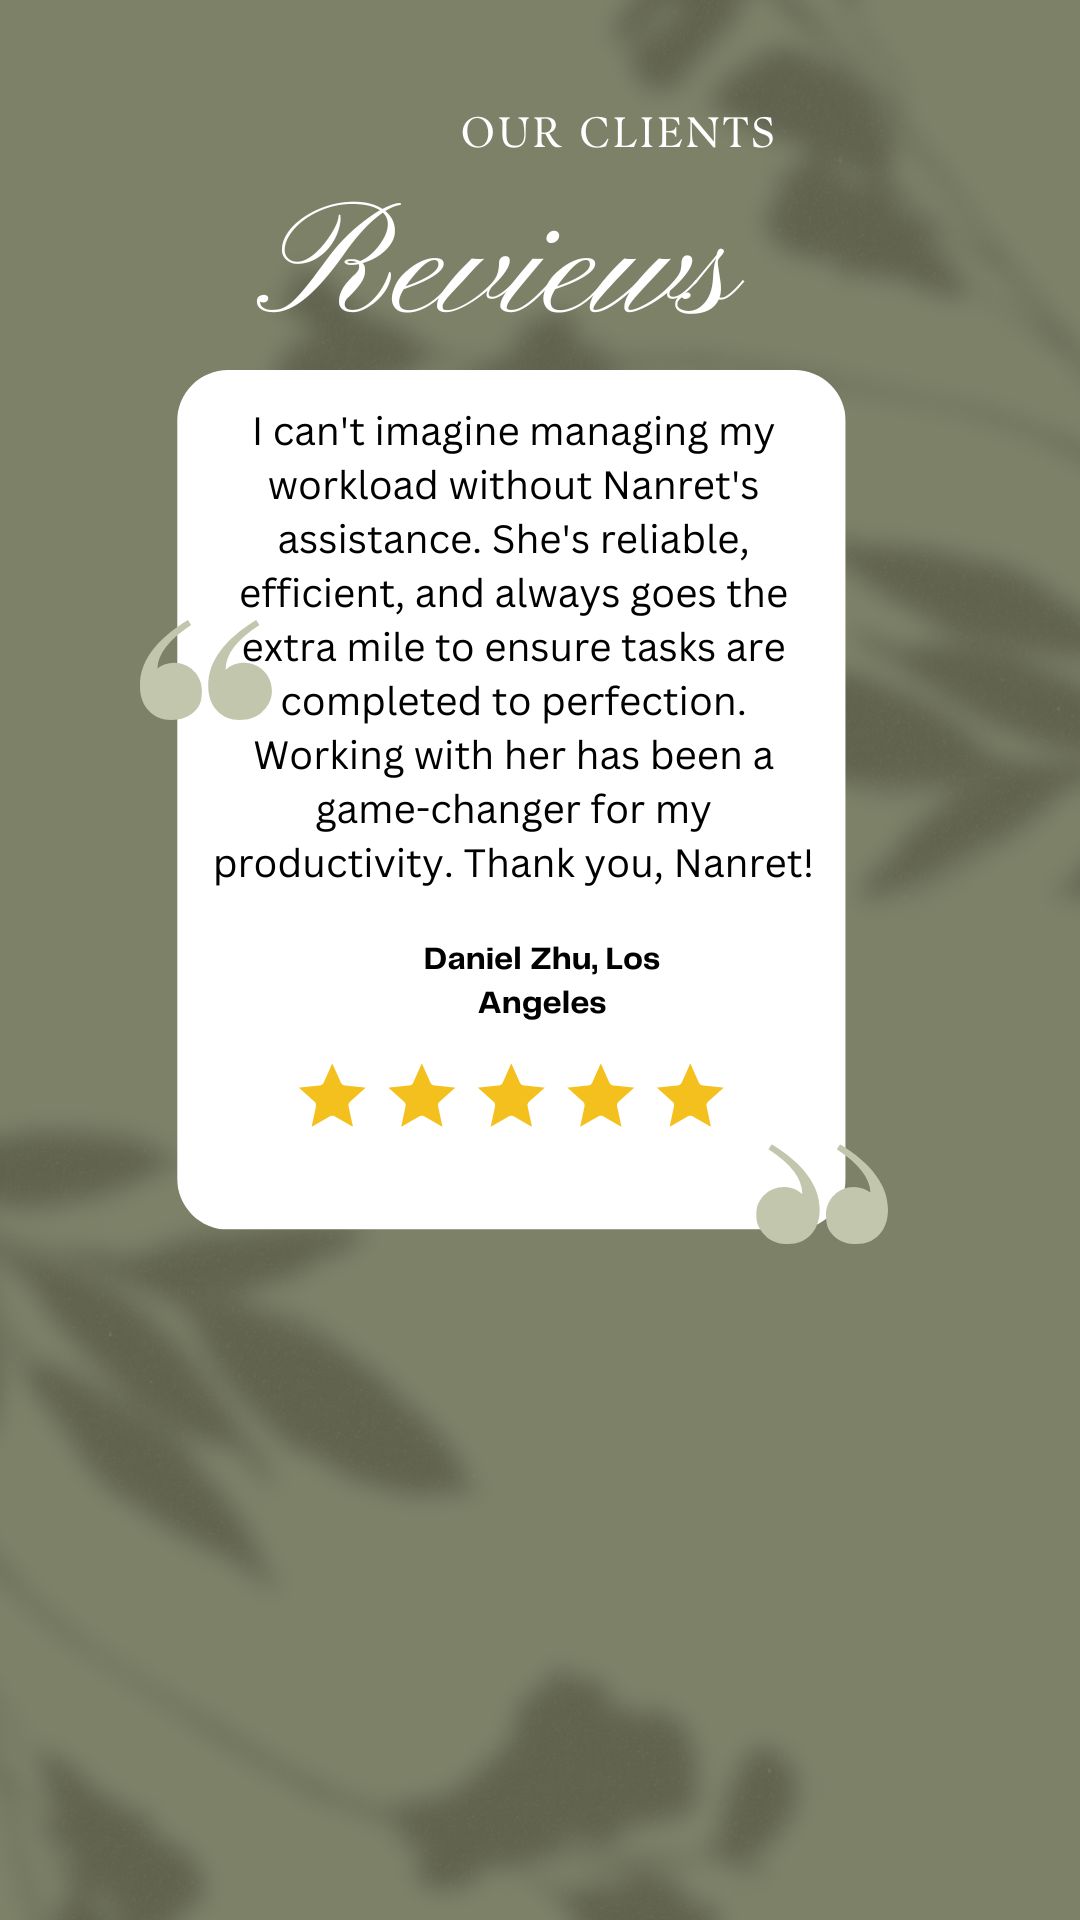 OUR CLIENTS
Reviews
I can't imagine managing my
workload without Nanret's
assistance. She's reliable,
efficient, and always goes the
extra mile to ensure tasks are
completed to perfection.
Working with her has been a
game-changer for my
productivity. Thank you, Nanret!
Daniel Zhu, Los
Angeles